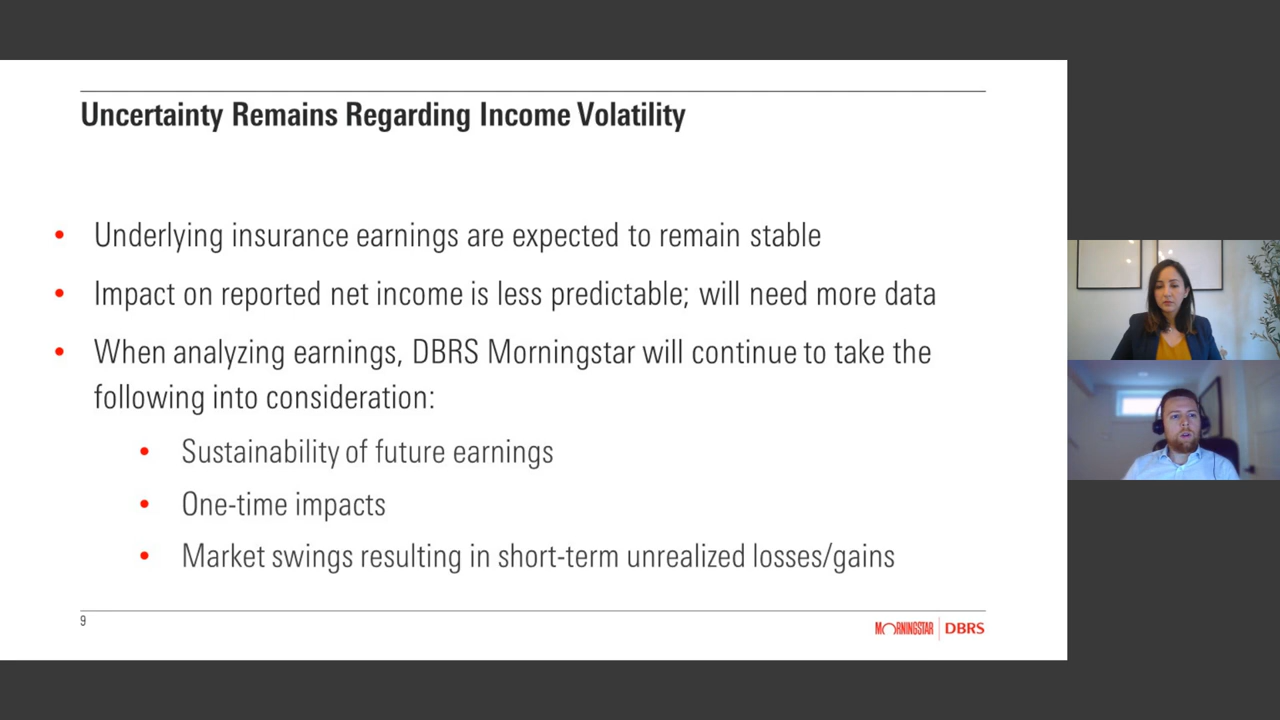 Uncertainty Remains Regarding Income Volatility
• Underlying insurance earnings are expected to remain stable
• Impact on reported net income is less predictable; will need more data
• When analyzing earnings, DBRS Morningstar will continue to take the
following into consideration:
• Sustainability of future earnings
• One-time impacts
• Market swings resulting in short-term unrealized losses/gains
9
MORNINGSTAR | DBRS